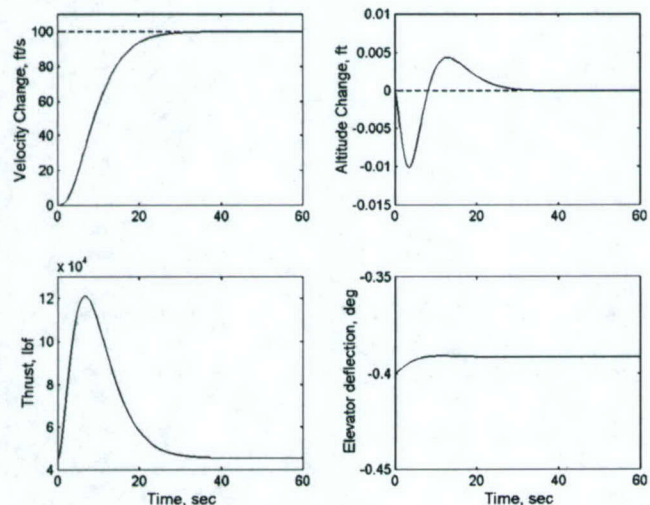 100
80
60
40
20
0
Velocity Change, ft/s
0 20 40 60
0.01
0.005
0
-0.005
-0.01
-0.015
Altitude Change, ft
0 20 40 60
x 10⁴
12
10
8
6
4
Thrust, lbf
0 20 40 60
Time, sec
-0.35
-0.4
-0.45
Elevator deflection, deg
0 20 40 60
Time, sec